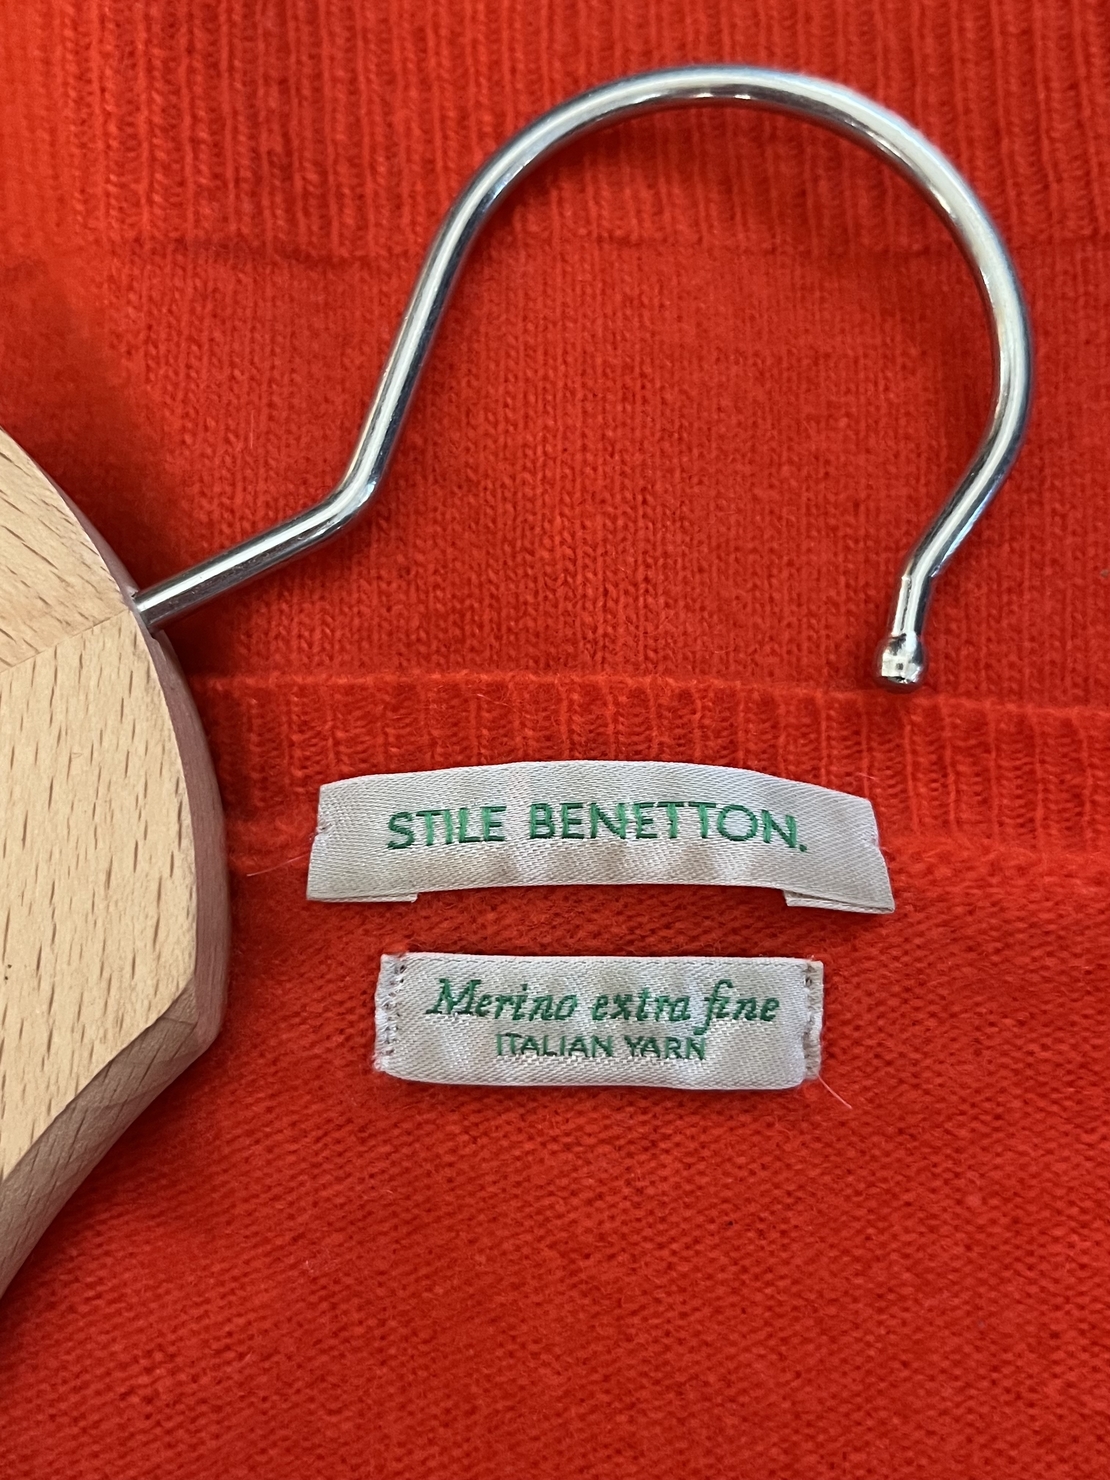 STILE BENETTON.
Merino extra fine
ITALIAN YARN